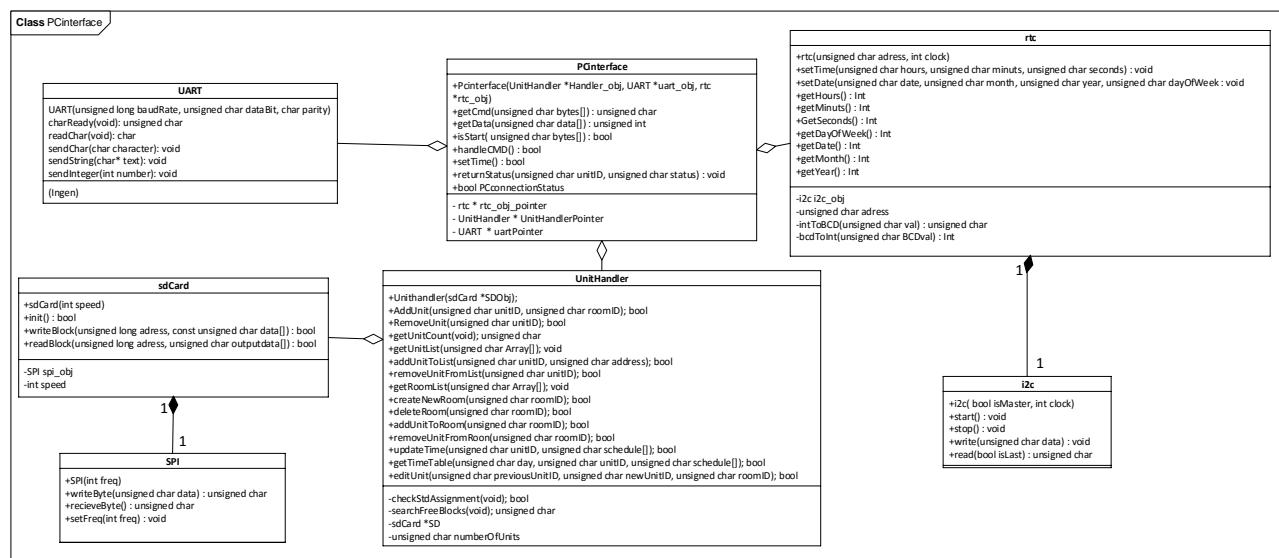 Class PCinterface
UART
UART(unsigned long baudRate, unsigned char dataBit, char parity)
charReady(void): unsigned char
readChar(void): char
sendChar(char character): void
sendString(char* text): void
sendInteger(int number): void
(Ingen)
PCinterface
+Pcinterface(UnitHandler *Handler_obj, UART *uart_obj, rtc
*rtc_obj)
+getCmd(unsigned char bytes[]) : unsigned char
+getData(unsigned char data[]) : unsigned int
+isStart( unsigned char bytes[]) : bool
+handleCMD() : bool
+setTime() : bool
+returnStatus(unsigned char unitID, unsigned char status) : void
+bool PCconnectionStatus
- rtc * rtc_obj_pointer
- UnitHandler * UnitHandlerPointer
- UART * uartPointer
rtc
+rtc(unsigned char adress, int clock)
+setTime(unsigned char hours, unsigned char minuts, unsigned char seconds) : void
+setDate(unsigned char date, unsigned char month, unsigned char year, unsigned char dayOfWeek : void
+getHours() : Int
+getMinuts() : Int
+GetSeconds() : Int
+getDayOfWeek() : Int
+getDate() : Int
+getMonth() : Int
+getYear() : Int
-i2c i2c_obj
-unsigned char adress
-intToBCD(unsigned char val) : unsigned char
-bcdToInt(unsigned char BCDval) : Int
sdCard
+sdCard(int speed)
+init() : bool
+writeBlock(unsigned long adress, const unsigned char data[]) : bool
+readBlock(unsigned long adress, unsigned char outputdata[]) : bool
-SPI spi_obj
-int speed
1
1
SPI
+SPI(int freq)
+writeByte(unsigned char data) : unsigned char
+recieveByte() : unsigned char
+setFreq(int freq) : void
UnitHandler
+Unithandler(sdCard *SDObj);
+AddUnit(unsigned char unitID, unsigned char roomID); bool
+RemoveUnit(unsigned char unitID); bool
+getUnitCount(void); unsigned char
+getUnitList(unsigned char Array[]); void
+addUnitToList(unsigned char unitID, unsigned char address); bool
+removeUnitFromList(unsigned char unitID); bool
+getRoomList(unsigned char Array[]); void
+createNewRoom(unsigned char roomID); bool
+deleteRoom(unsigned char roomID); bool
+addUnitToRoom(unsigned char roomID); bool
+removeUnitFromRoon(unsigned char roomID); bool
+updateTime(unsigned char unitID, unsigned char schedule[]); bool
+getTimeTable(unsigned char day, unsigned char unitID, unsigned char schedule[]); bool
+editUnit(unsigned char previousUnitID, unsigned char newUnitID, unsigned char roomID); bool
-checkStdAssignment(void); bool
-searchFreeBlocks(void); unsigned char
-sdCard *SD
-unsigned char numberOfUnits
1
1
i2c
+i2c( bool isMaster, int clock)
+start() : void
+stop() : void
+write(unsigned char data) : void
+read(bool isLast) : unsigned char